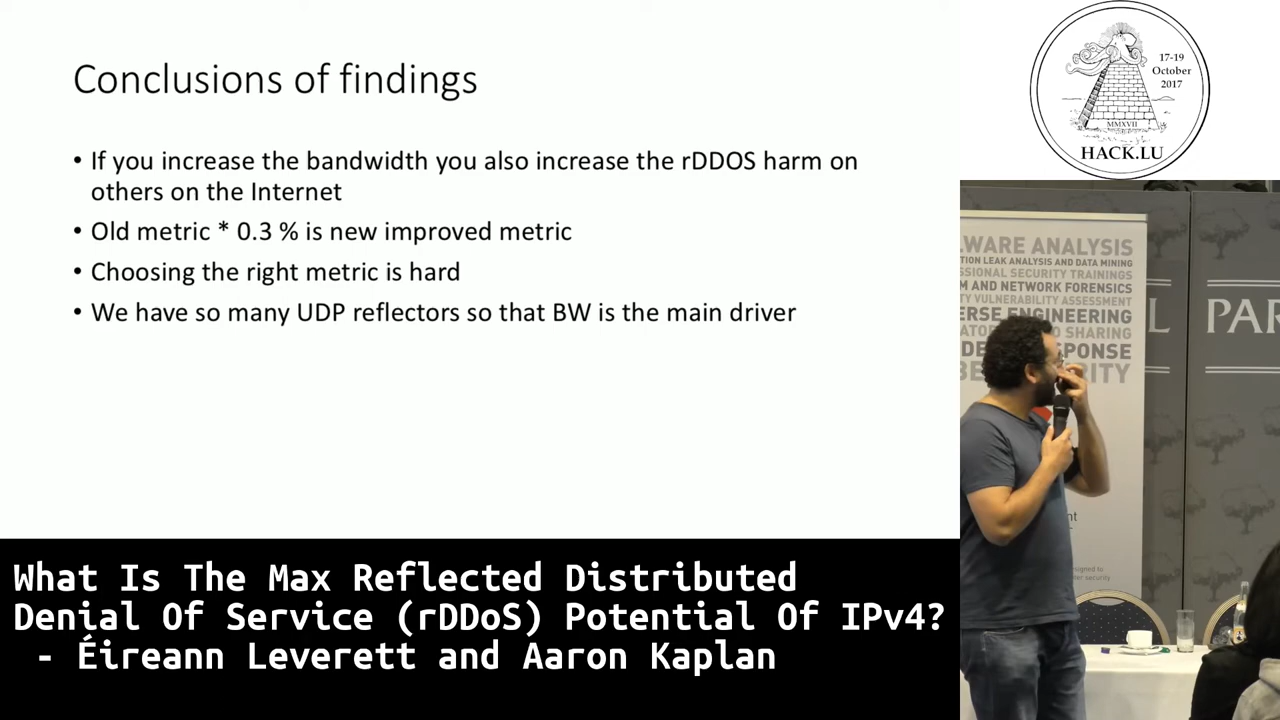 Conclusions of findings
• If you increase the bandwidth you also increase the rDDOS harm on
others on the Internet
• Old metric * 0.3 % is new improved metric
• Choosing the right metric is hard
• We have so many UDP reflectors so that BW is the main driver
17-19
October
2017
MMXVII
HACK.LU
LWARE ANALYSIS
TION LEAK ANALYSIS AND DATA MINING
SSIONAL SECURITY TRAININGS
M AND NETWORK FORENSICS
TY VULNERABILITY ASSESSMENT
ERSE ENGINEERING
SHARING
PONSE
ITY
L PAR
What Is The Max Reflected Distributed
Denial Of Service (rDDoS) Potential Of IPv4?
- Éireann Leverett and Aaron Kaplan